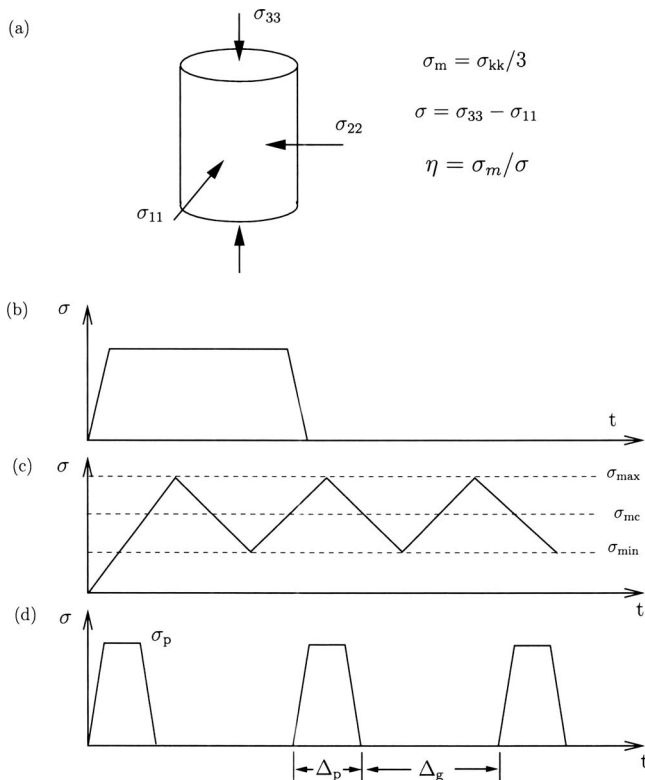 (a)
σ33
σm = σkk/3
σ = σ33 − σ11
σ22
η = σm/σ
σ11
(b) σ
t
(c) σ
σmax
σmc
σmin
t
(d) σ
σp
t
Δp Δg